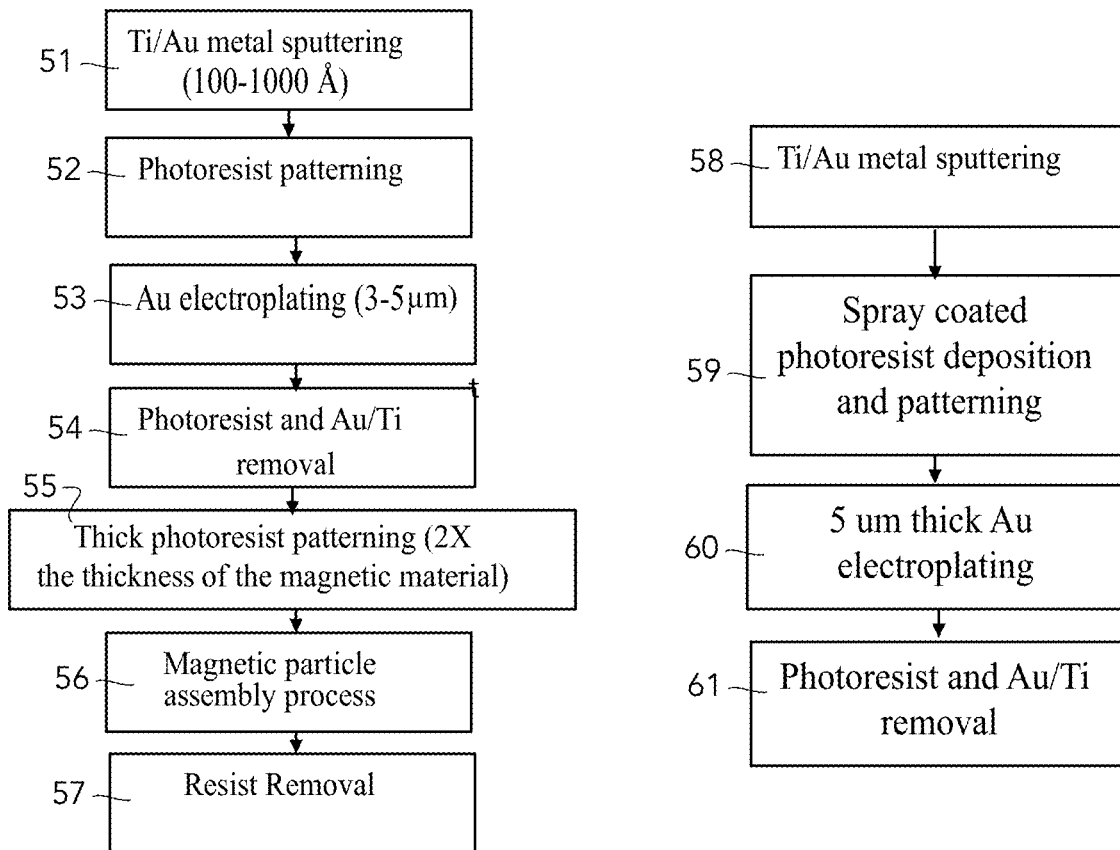 51
Ti/Au metal sputtering
(100-1000 Å)
52
Photoresist patterning
53
Au electroplating (3-5µm)
t
54
Photoresist and Au/Ti
removal
55
Thick photoresist patterning (2X
the thickness of the magnetic material)
56
Magnetic particle
assembly process
57
Resist Removal
58
Ti/Au metal sputtering
59
Spray coated
photoresist deposition
and patterning
60
5 um thick Au
electroplating
61
Photoresist and Au/Ti
removal